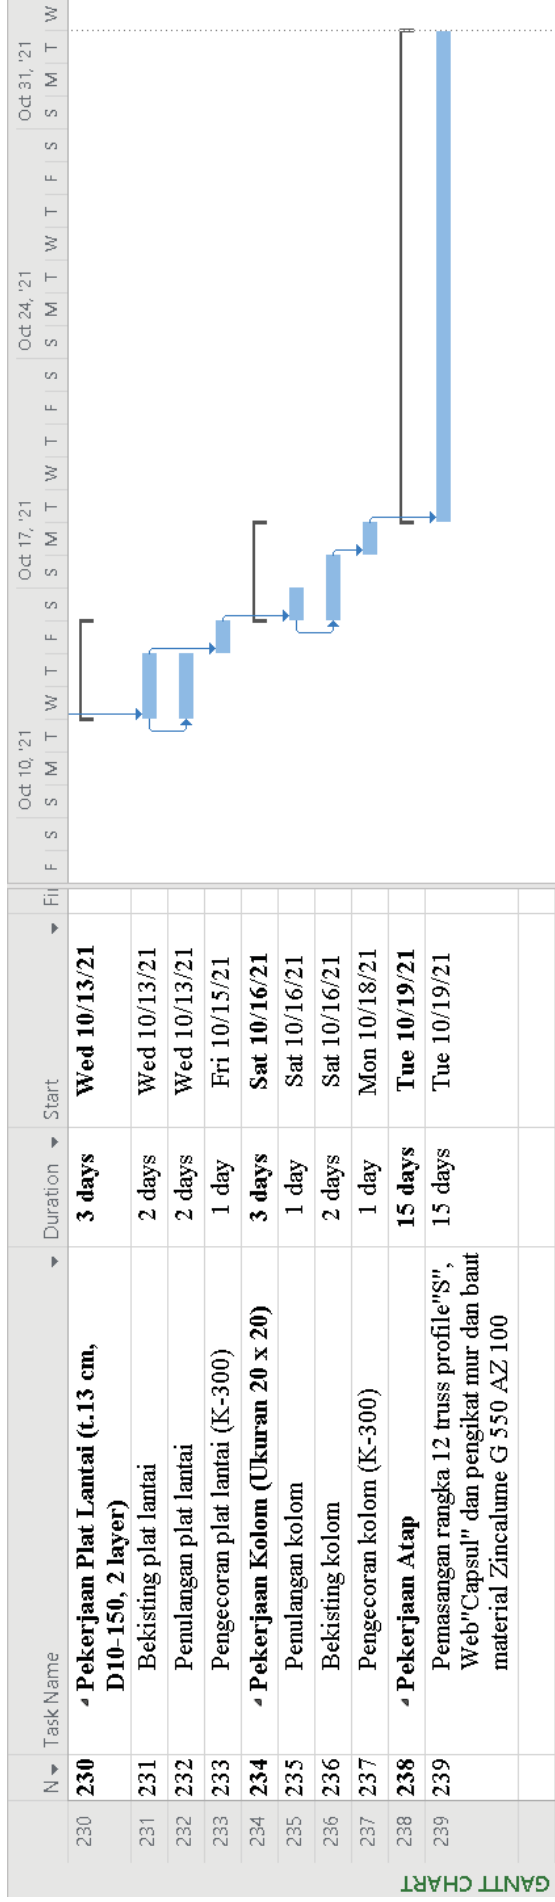 GANTT CHART
N Task Name Duration Start Fi
Oct 10, '21 Oct 17, '21 Oct 24, '21 Oct 31, '21
F S S M T W T F S S M T W T F S S M T W T F S S M T W
230 230 Pekerjaan Plat Lantai (t.13 cm, 3 days Wed 10/13/21
D10-150, 2 layer)
231 231 Bekisting plat lantai 2 days Wed 10/13/21
232 232 Penulangan plat lantai 2 days Wed 10/13/21
233 233 Pengecoran plat lantai (K-300) 1 day Fri 10/15/21
234 234 Pekerjaan Kolom (Ukuran 20 x 20) 3 days Sat 10/16/21
235 235 Penulangan kolom 1 day Sat 10/16/21
236 236 Bekisting kolom 2 days Sat 10/16/21
237 237 Pengecoran kolom (K-300) 1 day Mon 10/18/21
238 238 Pekerjaan Atap 15 days Tue 10/19/21
239 239 Pemasangan rangka 12 truss profile"S", 15 days Tue 10/19/21
Web"Capsul" dan pengikat mur dan baut
material Zincalume G 550 AZ 100